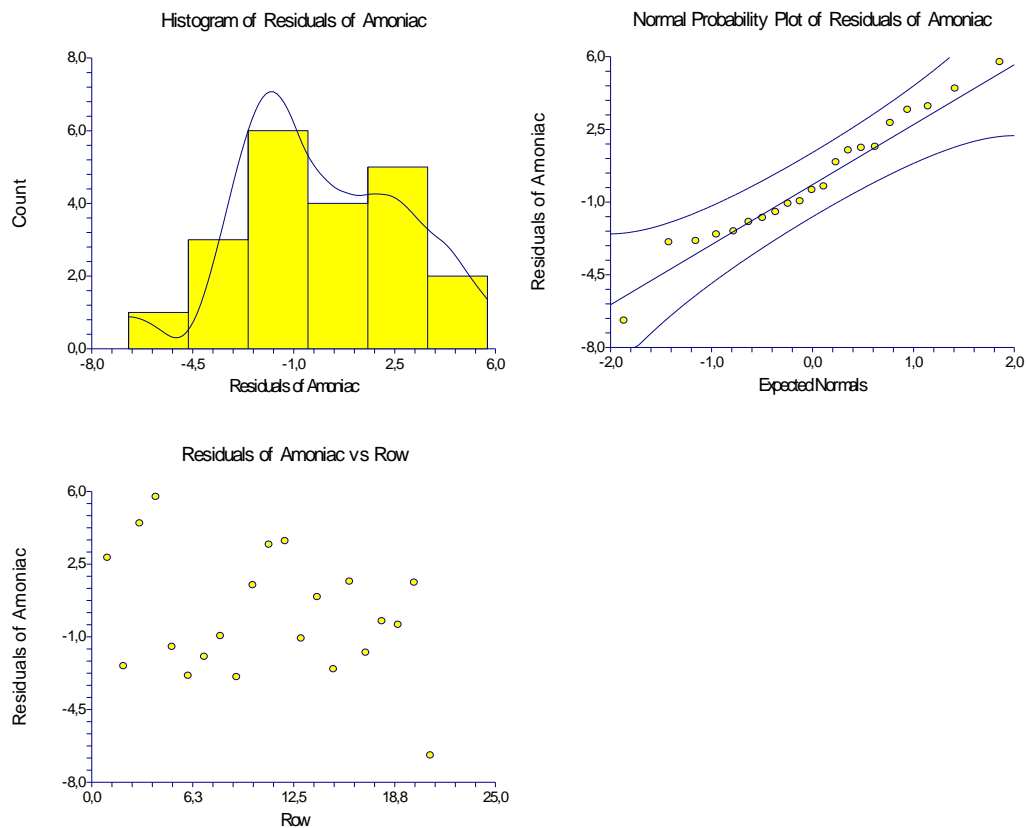 Histogram of Residuals of Amoniac
8,0
6,0
4,0
2,0
0,0
-8,0 -4,5 -1,0 2,5 6,0
Count
Residuals of Amoniac
Normal Probability Plot of Residuals of Amoniac
6,0
2,5
-1,0
-4,5
-8,0
-2,0 -1,0 0,0 1,0 2,0
Residuals of Amoniac
Expected Normals
Residuals of Amoniac vs Row
6,0
2,5
-1,0
-4,5
-8,0
0,0 6,3 12,5 18,8 25,0
Residuals of Amoniac
Row